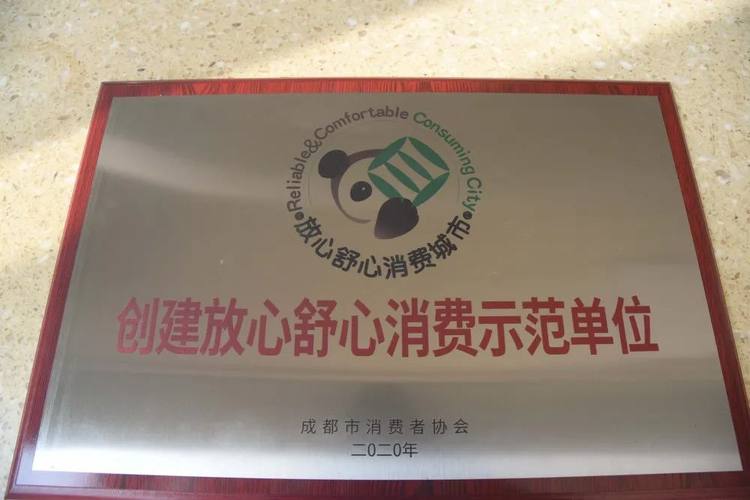 Reliable&Comfortable Consuming City
放心舒心消费城市
创建放心舒心消费示范单位
成都市消费者协会
二〇二〇年